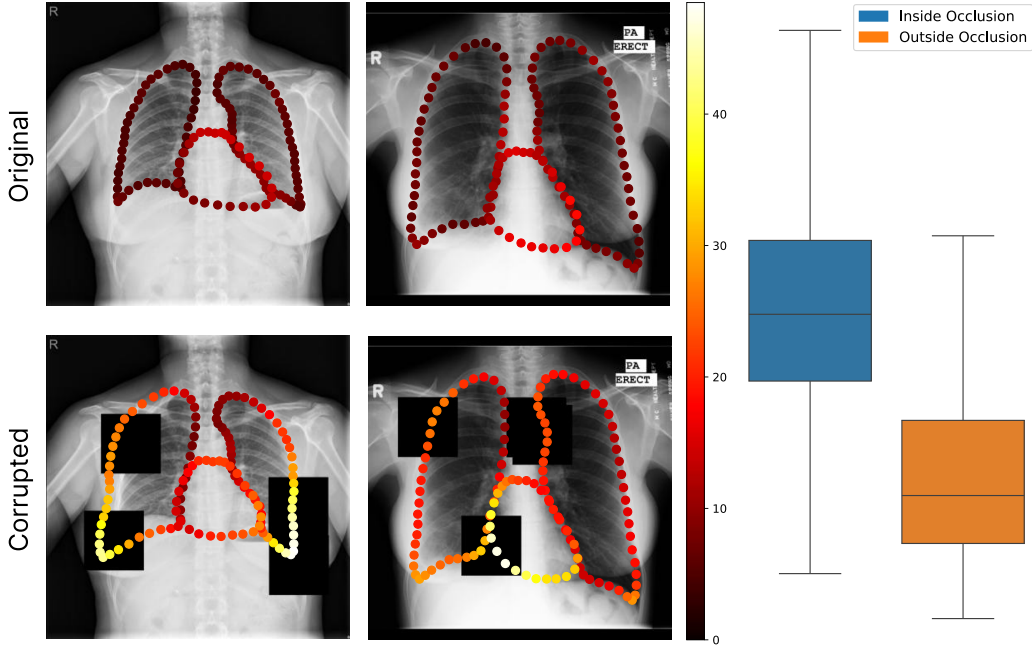 Original
R
R
PA
ERECT
Corrupted
R
R
PA
ERECT
40
30
20
10
0
Inside Occlusion
Outside Occlusion